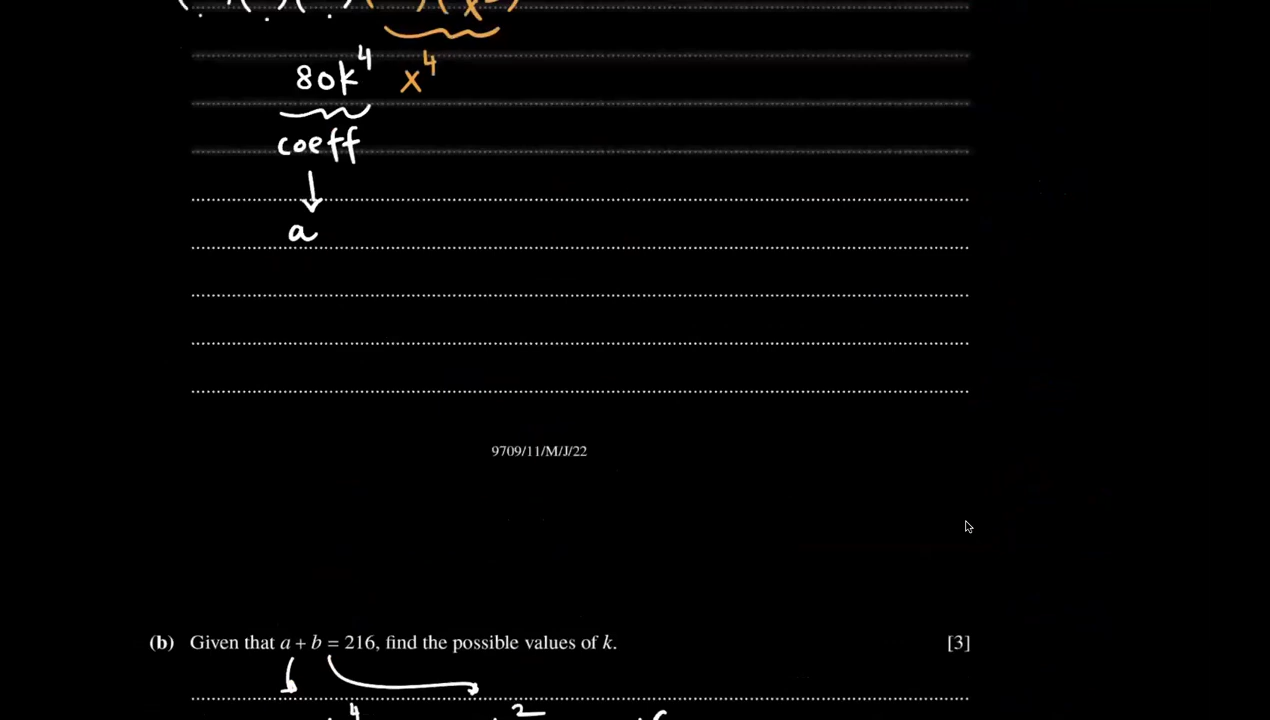 80k⁴ x⁴
coeff
a
9709/11/M/J/22
(b) Given that a + b = 216, find the possible values of k. [3]